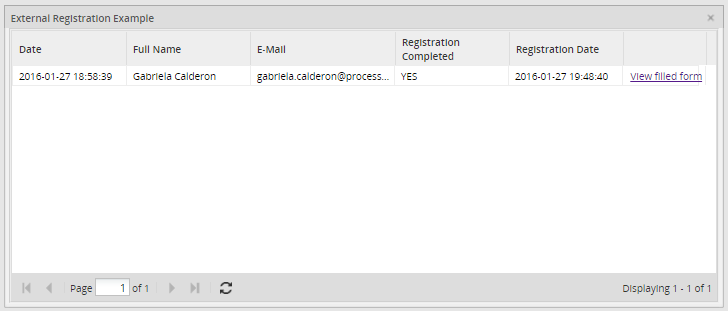 External Registration Example
Date Full Name E-Mail Registration Completed Registration Date
2016-01-27 18:58:39 Gabriela Calderon gabriela.calderon@process... YES 2016-01-27 19:48:40 View filled form
Page 1 of 1 Displaying 1 - 1 of 1